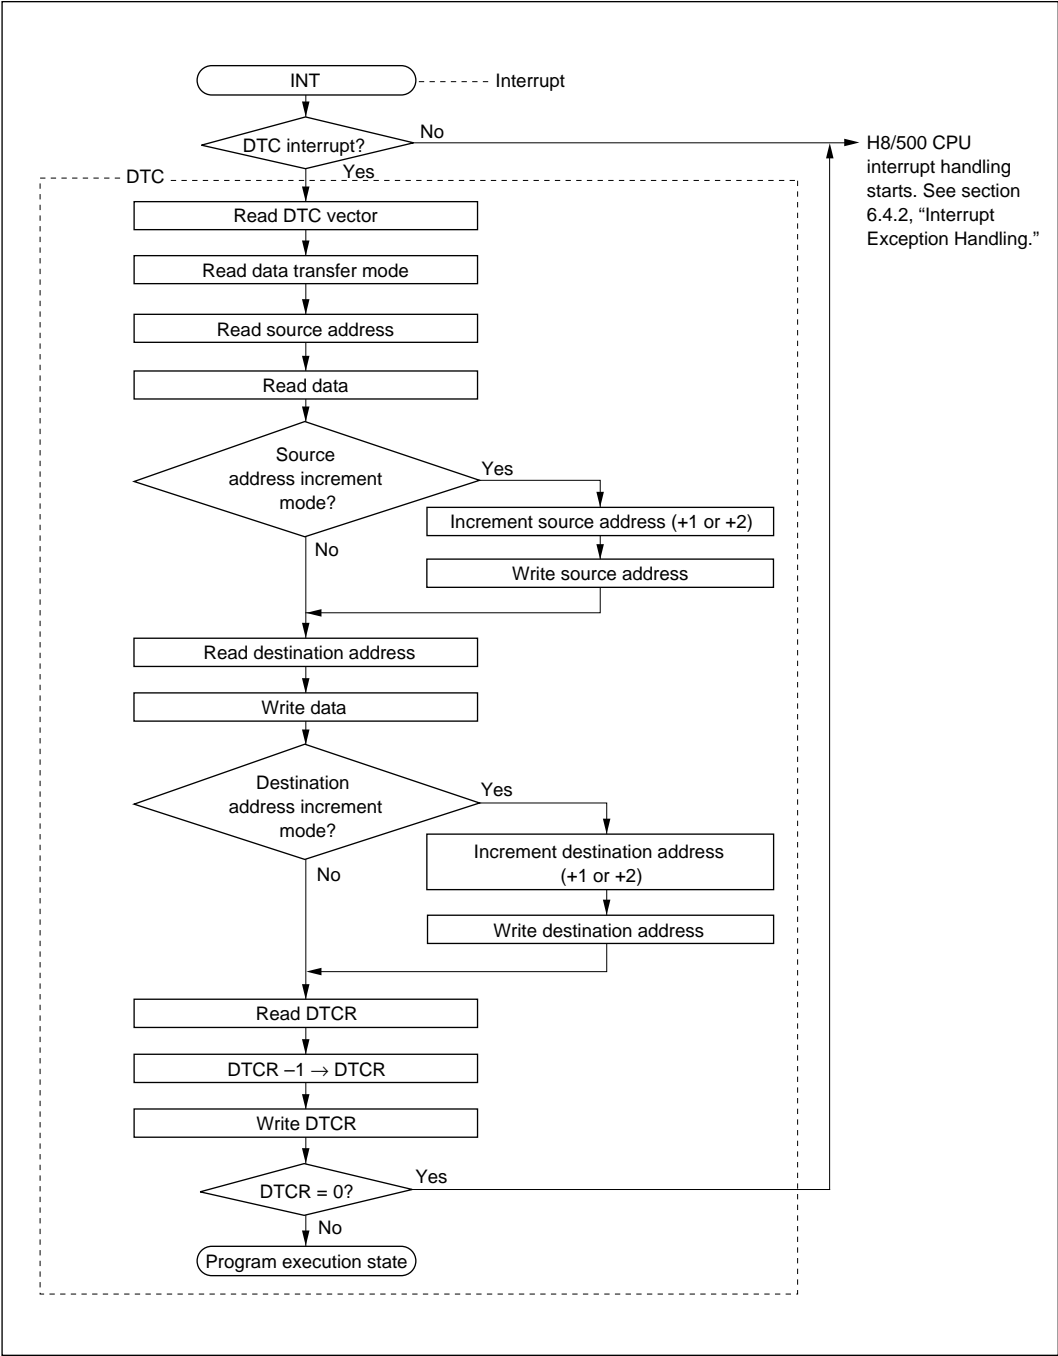 INT
Interrupt
DTC interrupt?
No
H8/500 CPU
interrupt handling
starts. See section
6.4.2, “Interrupt
Exception Handling.”
Yes
DTC
Read DTC vector
Read data transfer mode
Read source address
Read data
Source
address increment
mode?
Yes
Increment source address (+1 or +2)
Write source address
No
Read destination address
Write data
Destination
address increment
mode?
Yes
Increment destination address
(+1 or +2)
Write destination address
No
Read DTCR
DTCR –1 → DTCR
Write DTCR
DTCR = 0?
Yes
No
Program execution state